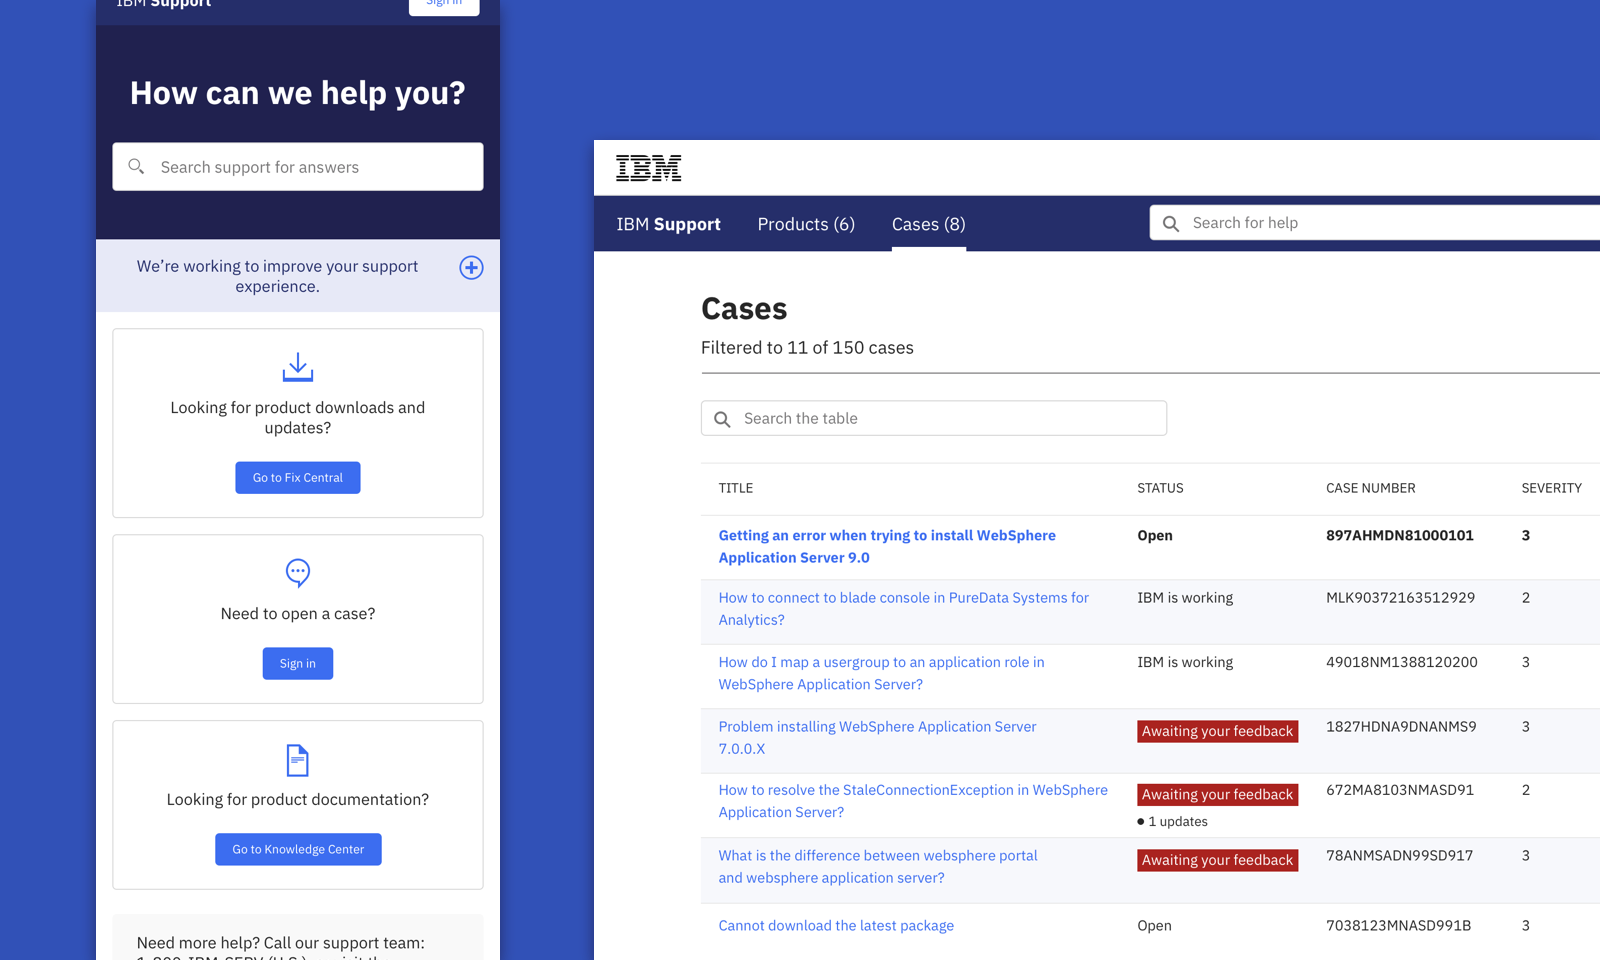 IBM Support
Sign in
How can we help you?
Search support for answers
We're working to improve your support
experience.
Looking for product downloads and
updates?
Go to Fix Central
Need to open a case?
Sign in
Looking for product documentation?
Go to Knowledge Center
Need more help? Call our support team:
IBM
IBM Support
Products (6)
Cases (8)
Search for help
Cases
Filtered to 11 of 150 cases
Search the table
TITLE STATUS CASE NUMBER SEVERITY
Getting an error when trying to install WebSphere
Application Server 9.0
Open 897AHMDN81000101 3
How to connect to blade console in PureData Systems for
Analytics?
IBM is working MLK90372163512929 2
How do I map a usergroup to an application role in
WebSphere Application Server?
IBM is working 49018NM1388120200 3
Problem installing WebSphere Application Server
7.0.0.X
Awaiting your feedback 1827HDNA9DNANMS9 3
How to resolve the StaleConnectionException in WebSphere
Application Server?
Awaiting your feedback 672MA8103NMASD91 2
• 1 updates
What is the difference between websphere portal
and websphere application server?
Awaiting your feedback 78ANMSADN99SD917 3
Cannot download the latest package
Open 7038123MNASD991B 3